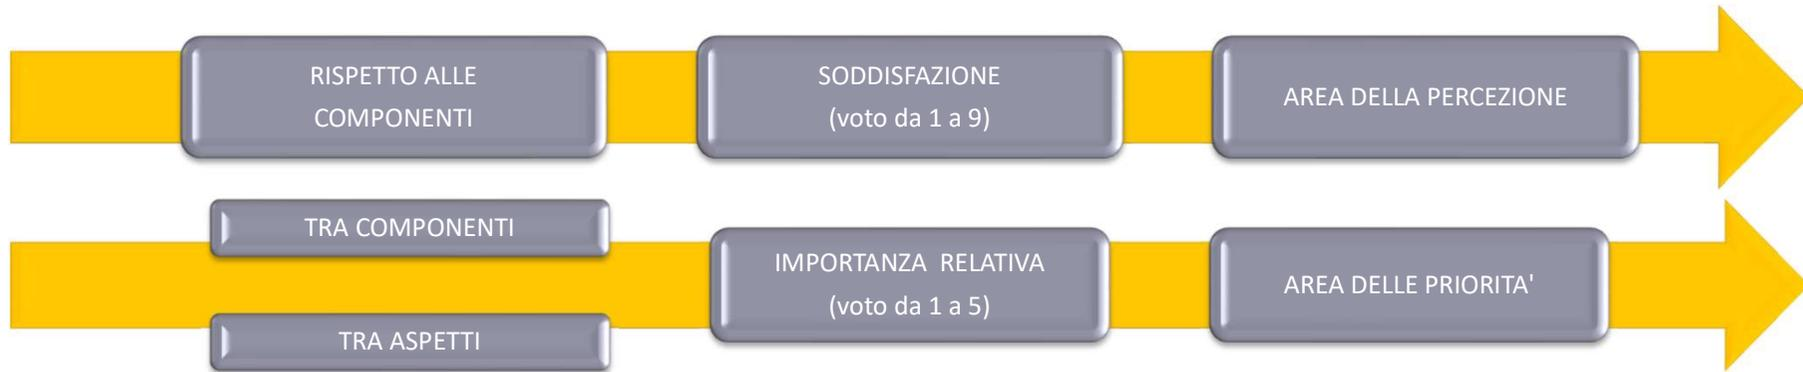 RISPETTO ALLE
COMPONENTI
SODDISFAZIONE
(voto da 1 a 9)
AREA DELLA PERCEZIONE
TRA COMPONENTI
TRA ASPETTI
IMPORTANZA RELATIVA
(voto da 1 a 5)
AREA DELLE PRIORITA'